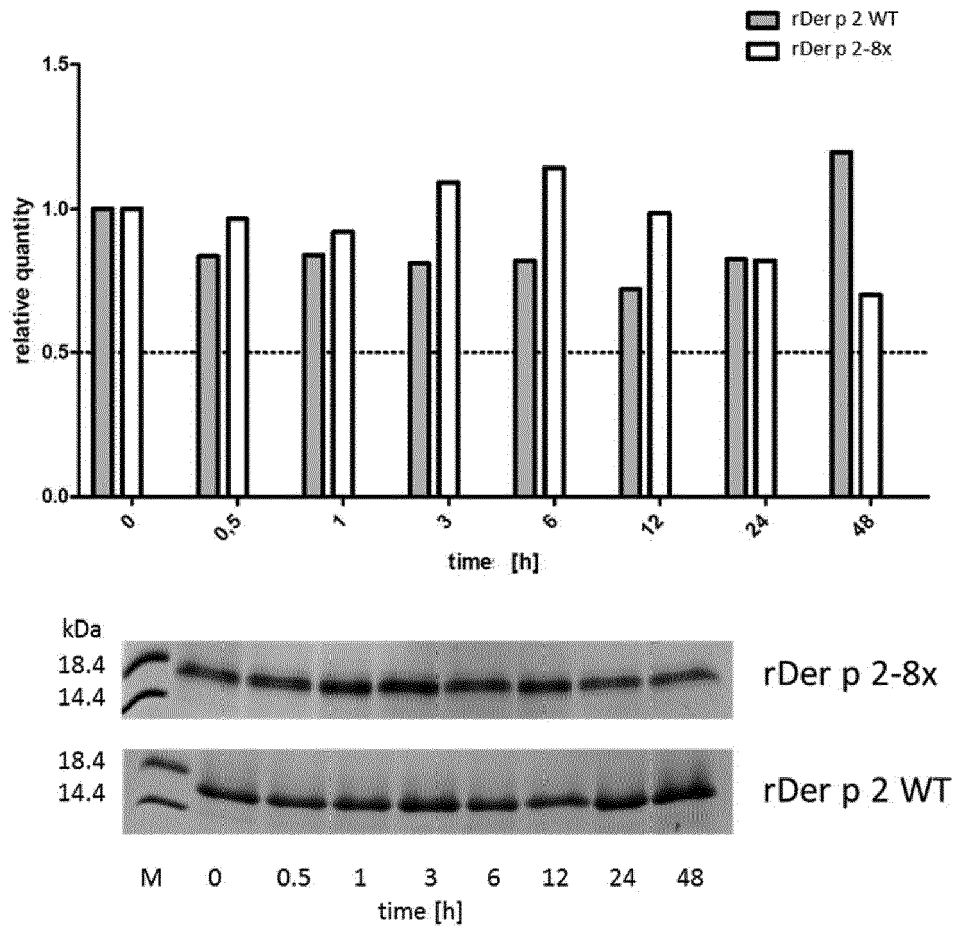 rDer p 2 WT
rDer p 2-8x
1.5
1.0
0.5
0.0
relative quantity
0 0,5 1 3 6 12 24 48
time [h]
kDa
18.4
14.4
rDer p 2-8x
18.4
14.4
rDer p 2 WT
M 0 0.5 1 3 6 12 24 48
time [h]